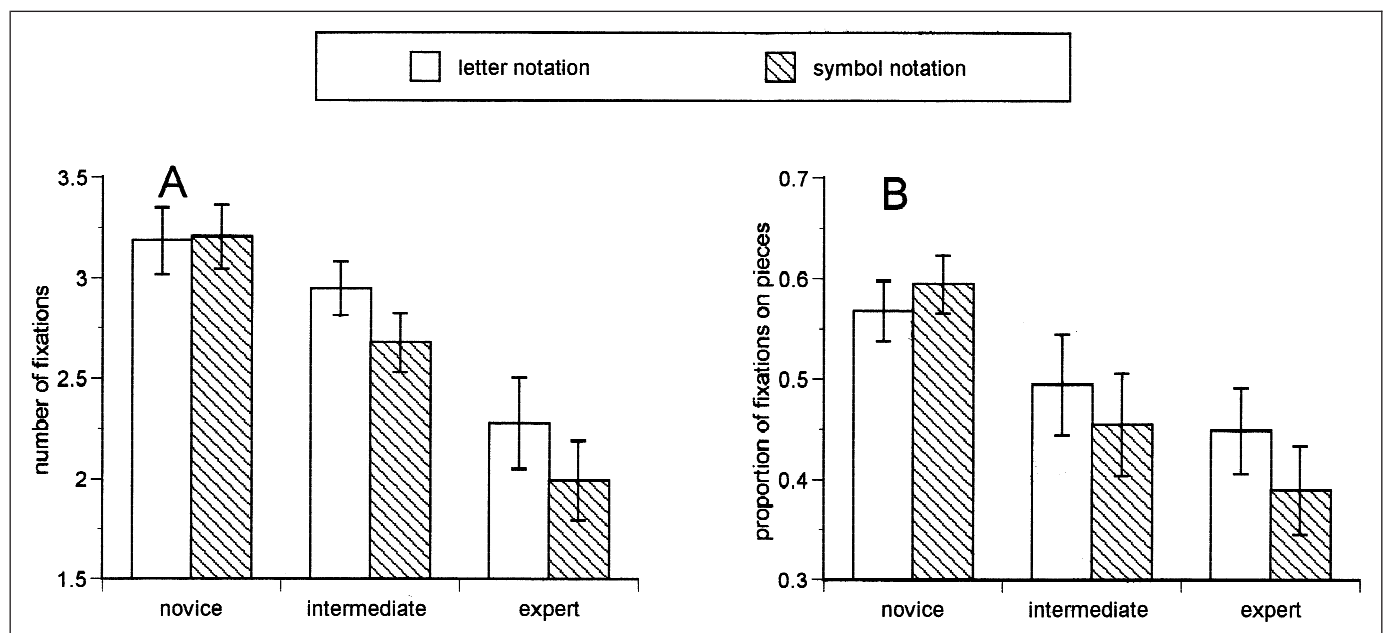 letter notation
symbol notation
A
number of fixations
3.5
3
2.5
2
1.5
novice
intermediate
expert
B
proportion of fixations on pieces
0.7
0.6
0.5
0.4
0.3
novice
intermediate
expert